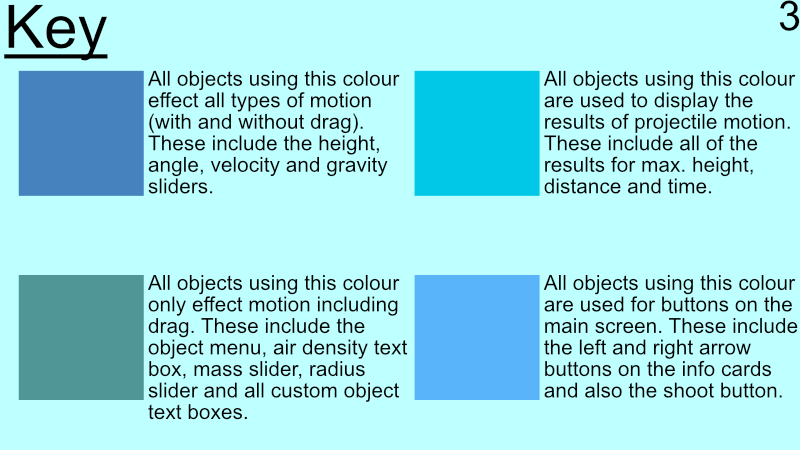 Key
3
All objects using this colour
effect all types of motion
(with and without drag).
These include the height,
angle, velocity and gravity
sliders.
All objects using this colour
are used to display the
results of projectile motion.
These include all of the
results for max. height,
distance and time.
All objects using this colour
only effect motion including
drag. These include the
object menu, air density text
box, mass slider, radius
slider and all custom object
text boxes.
All objects using this colour
are used for buttons on the
main screen. These include
the left and right arrow
buttons on the info cards
and also the shoot button.